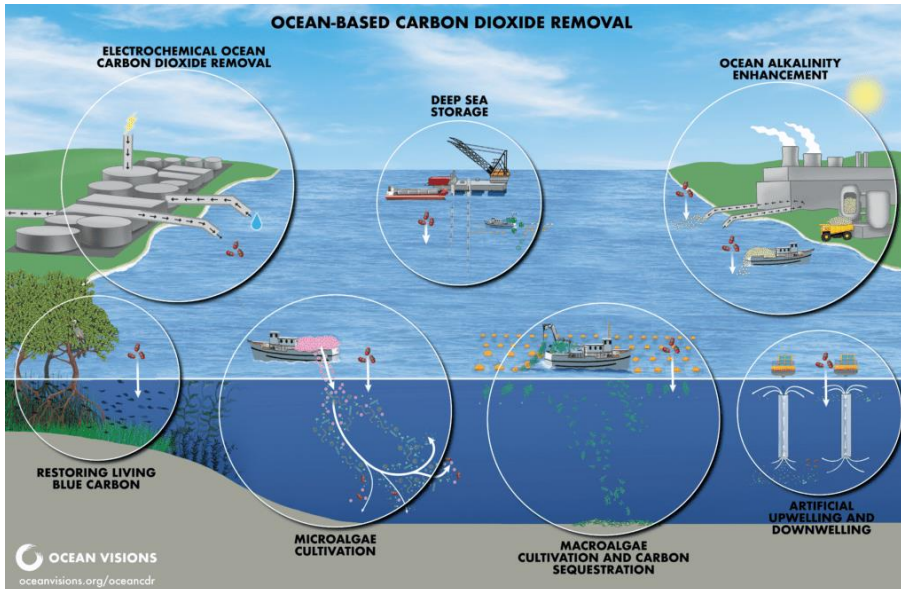 OCEAN-BASED CARBON DIOXIDE REMOVAL
ELECTROCHEMICAL OCEAN
CARBON DIOXIDE REMOVAL
DEEP SEA
STORAGE
OCEAN ALKALINITY
ENHANCEMENT
RESTORING LIVING
BLUE CARBON
MICROALGAE
CULTIVATION
MACROALGAE
CULTIVATION AND CARBON
SEQUESTRATION
ARTIFICIAL
UPWELLING AND
DOWNWELLING
OCEAN VISIONS
oceanvisions.org/oceancdr